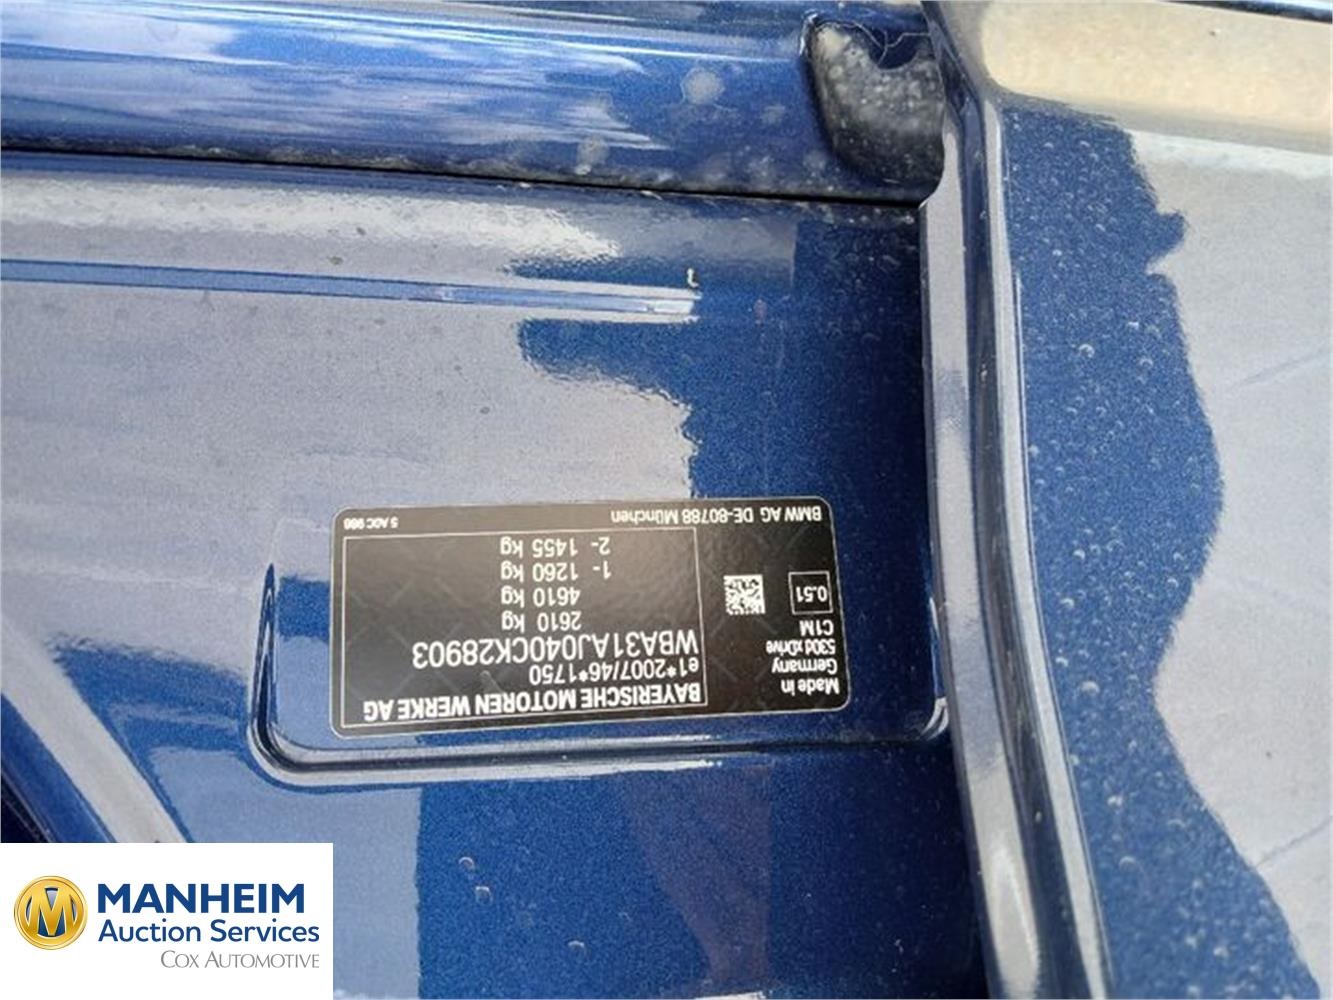 BAYERISCHE MOTOREN WERKE AG
e1*2007/46*1750
WBA31AJ040CK28903
2610 kg
4610 kg
1- 1260 kg
2- 1455 kg
Made in
Germany
530d xDrive
C1M
0.51
BMW AG DE-80788 München
5 ADC 986
MANHEIM
Auction Services
COX AUTOMOTIVE